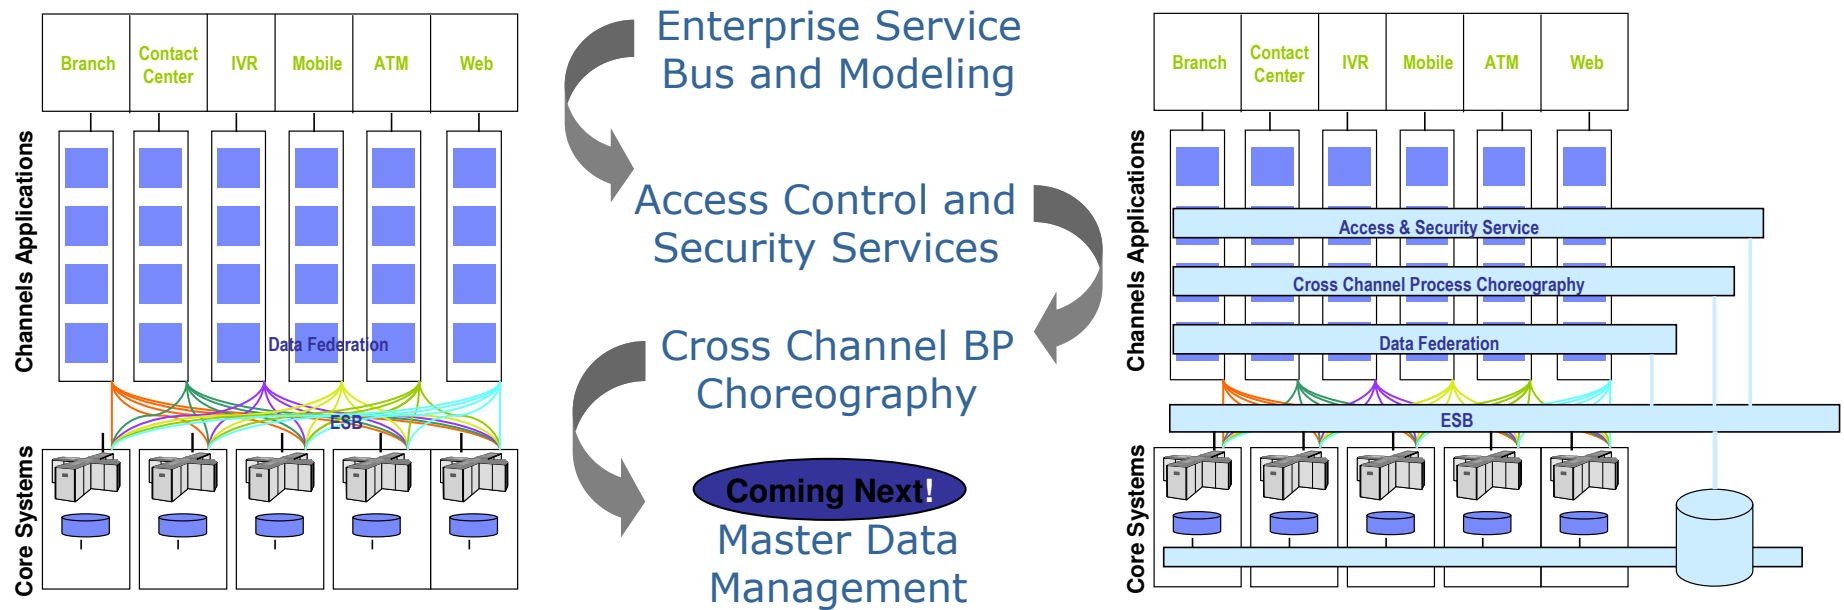 Branch
Contact
Center
IVR
Mobile
ATM
Web
Channels Applications
Data Federation
ESB
Core Systems
Enterprise Service
Bus and Modeling
Access Control and
Security Services
Cross Channel BP
Choreography
Coming Next!
Master Data
Management
Branch
Contact
Center
IVR
Mobile
ATM
Web
Channels Applications
Access & Security Service
Cross Channel Process Choreography
Data Federation
ESB
Core Systems